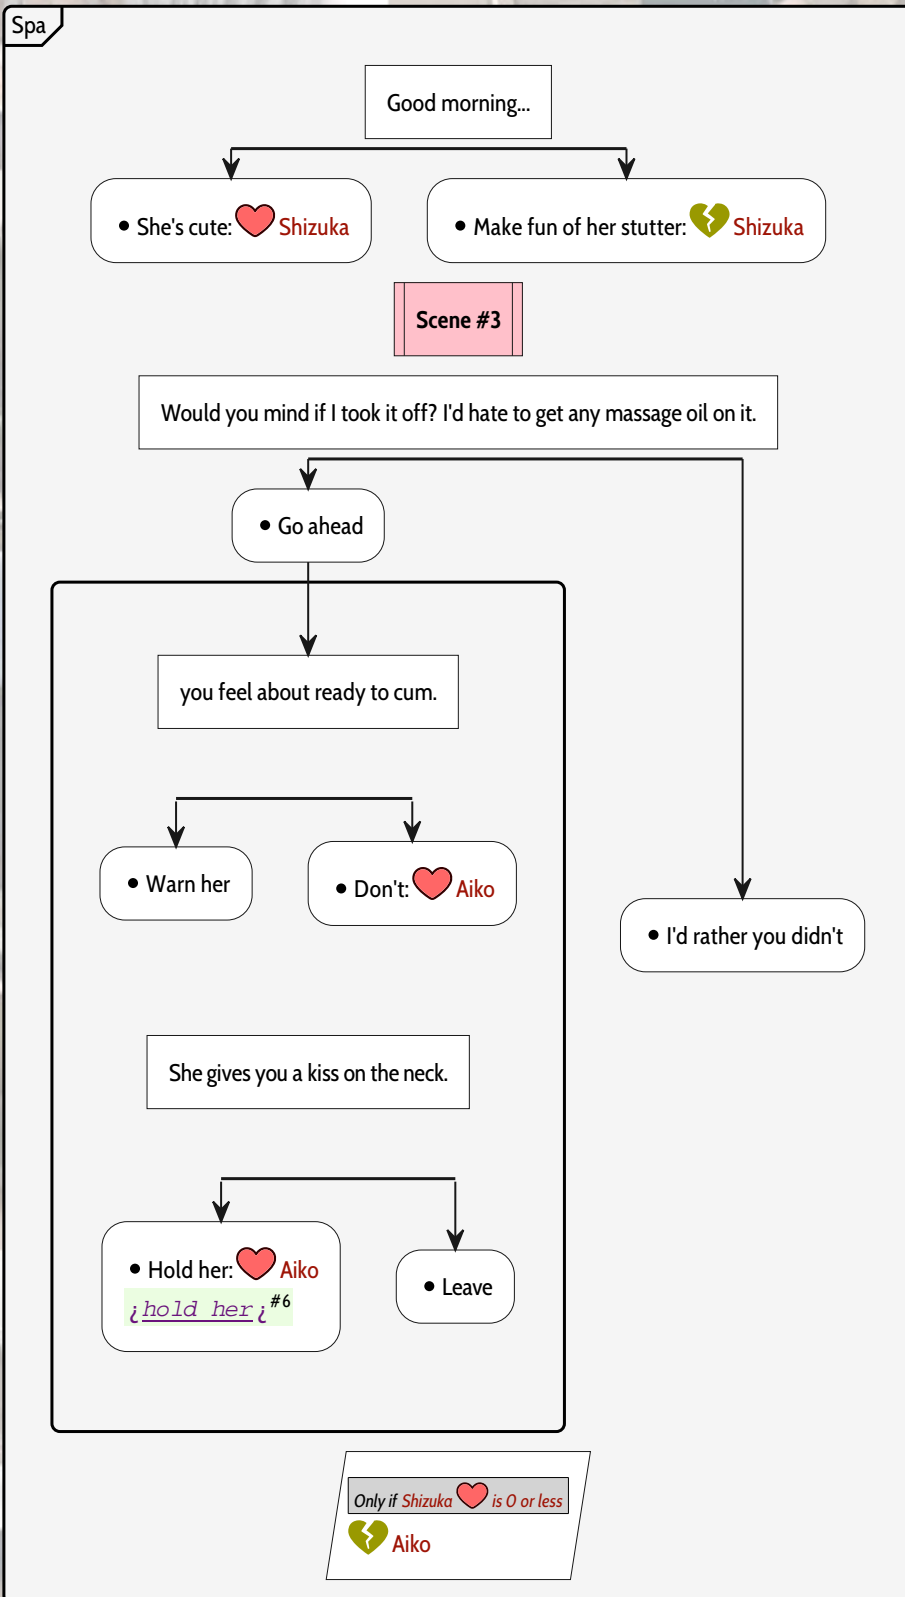 Spa
Good morning...
• She's cute: Shizuka
• Make fun of her stutter: Shizuka
Scene #3
Would you mind if I took it off? I'd hate to get any massage oil on it.
• Go ahead
you feel about ready to cum.
• Warn her
• Don't: Aiko
• I'd rather you didn't
She gives you a kiss on the neck.
• Hold her: Aiko
¿hold her¿#6
• Leave
Only if Shizuka is 0 or less
Aiko